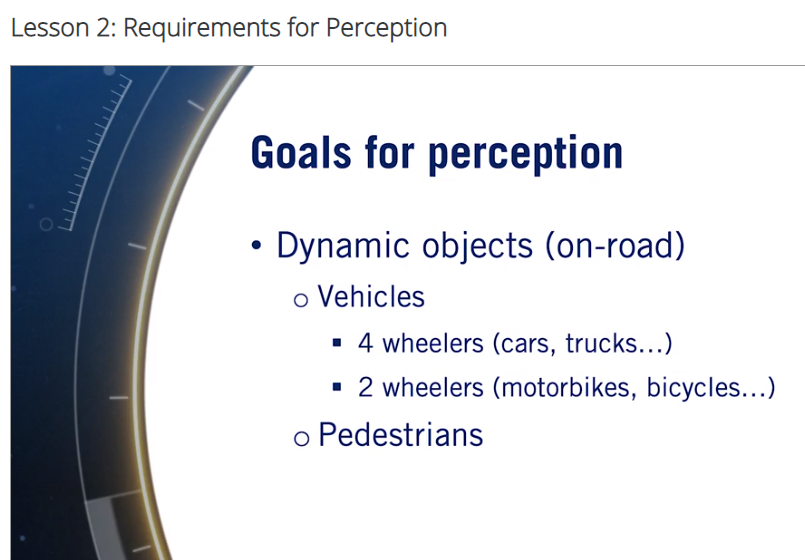 Lesson 2: Requirements for Perception
Goals for perception
• Dynamic objects (on-road)
o Vehicles
▪ 4 wheelers (cars, trucks...)
▪ 2 wheelers (motorbikes, bicycles...)
o Pedestrians